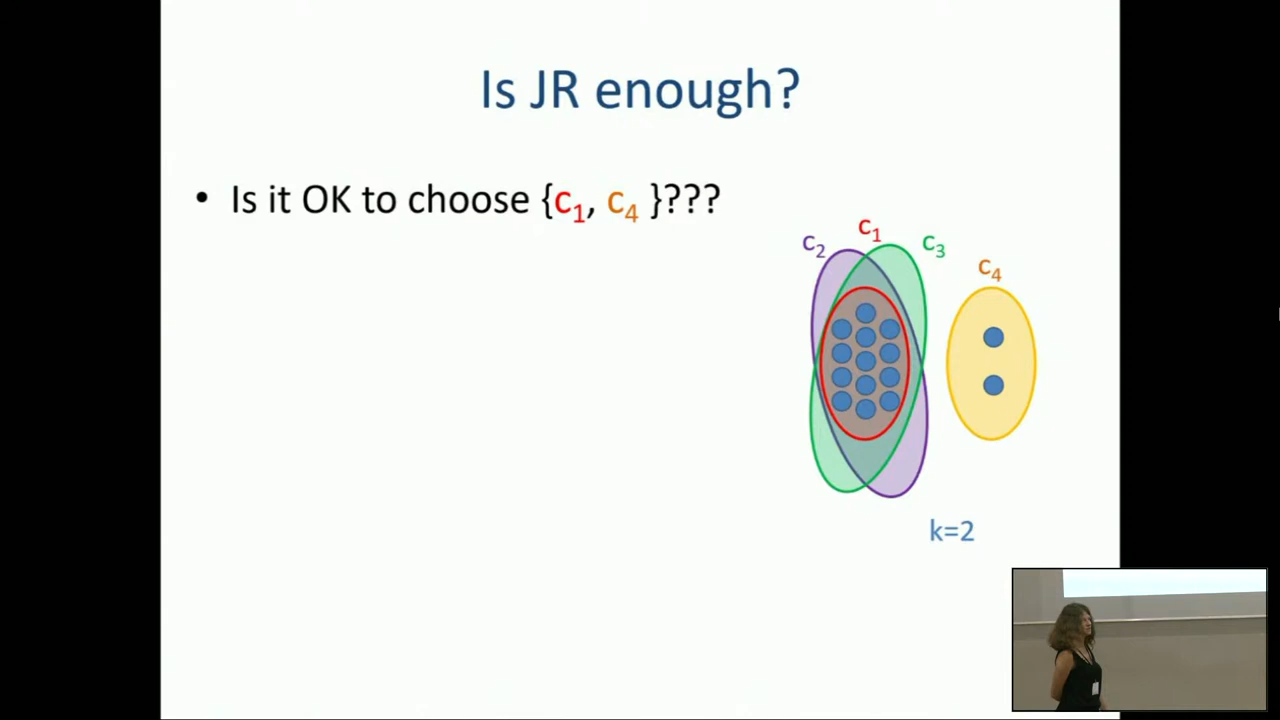 Is JR enough?
• Is it OK to choose {c₁, c₄ }???
c₂ c₁ c₃
c₄
k=2